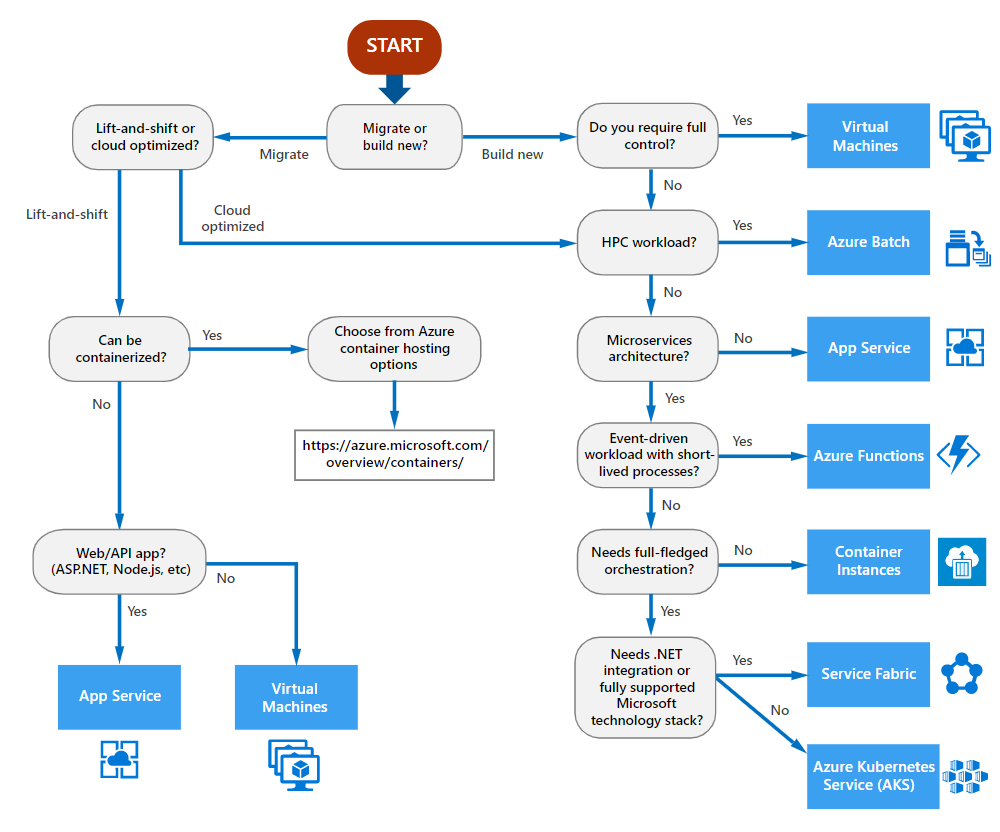 START
Lift-and-shift or
cloud optimized?
Migrate
Migrate or
build new?
Build new
Do you require full
control?
Yes
Virtual
Machines
No
Lift-and-shift
Cloud
optimized
HPC workload?
Yes
Azure Batch
No
Can be
containerized?
Yes
Choose from Azure
container hosting
options
Microservices
architecture?
No
App Service
Yes
No
https://azure.microsoft.com/
overview/containers/
Event-driven
workload with short-
lived processes?
Yes
Azure Functions
No
Web/API app?
(ASP.NET, Node.js, etc)
No
Yes
Needs full-fledged
orchestration?
No
Container
Instances
Yes
App Service
Virtual
Machines
Needs .NET
integration or
fully supported
Microsoft
technology stack?
Yes
Service Fabric
No
Azure Kubernetes
Service (AKS)